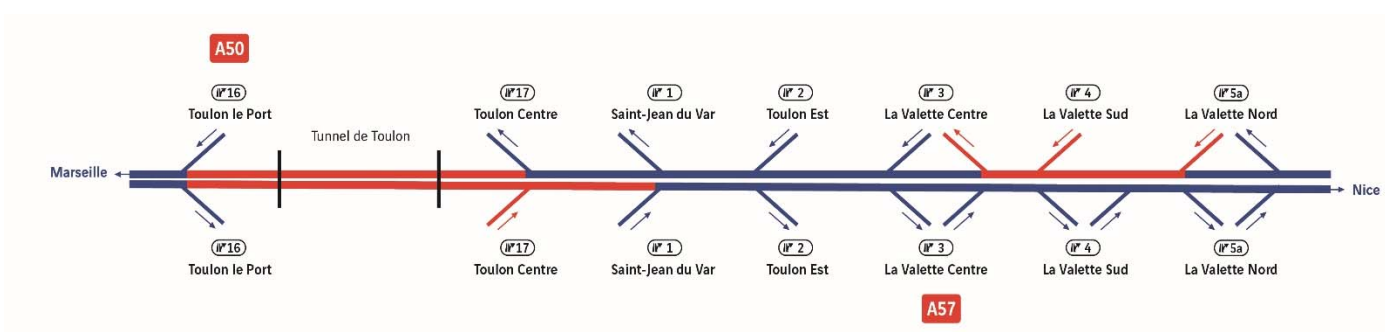 A50
16
Toulon le Port
Tunnel de Toulon
17
Toulon Centre
1
Saint-Jean du Var
2
Toulon Est
3
La Valette Centre
4
La Valette Sud
5a
La Valette Nord
Marseille
Nice
16
Toulon le Port
17
Toulon Centre
1
Saint-Jean du Var
2
Toulon Est
3
La Valette Centre
4
La Valette Sud
5a
La Valette Nord
A57